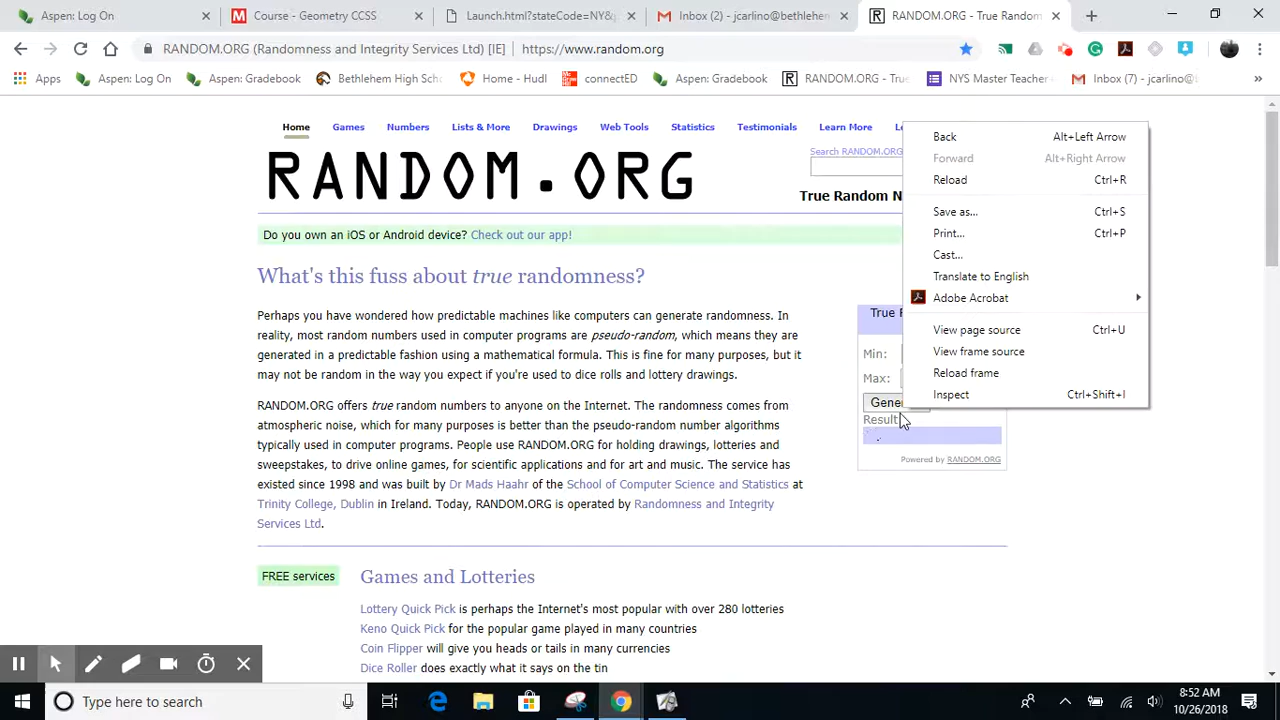 Aspen: Log On
Course - Geometry CCSS
Launch.html?stateCode=NY&
Inbox (2) - jcarlino@bethlehem
RANDOM.ORG - True Random
RANDOM.ORG (Randomness and Integrity Services Ltd) [IE]
https://www.random.org
Apps
Aspen: Log On
Aspen: Gradebook
Bethlehem High Scho
Home - Hudl
connectED
Aspen: Gradebook
RANDOM.ORG - True
NYS Master Teacher
Inbox (7) - jcarlino@
Home
Games
Numbers
Lists & More
Drawings
Web Tools
Statistics
Testimonials
Learn More
RANDOM.ORG
Search RANDOM.ORG
True Random N
Do you own an iOS or Android device? Check out our app!
What's this fuss about true randomness?
Perhaps you have wondered how predictable machines like computers can generate randomness. In
reality, most random numbers used in computer programs are pseudo-random, which means they are
generated in a predictable fashion using a mathematical formula. This is fine for many purposes, but it
may not be random in the way you expect if you're used to dice rolls and lottery drawings.
RANDOM.ORG offers true random numbers to anyone on the Internet. The randomness comes from
atmospheric noise, which for many purposes is better than the pseudo-random number algorithms
typically used in computer programs. People use RANDOM.ORG for holding drawings, lotteries and
sweepstakes, to drive online games, for scientific applications and for art and music. The service has
existed since 1998 and was built by Dr Mads Haahr of the School of Computer Science and Statistics at
Trinity College, Dublin in Ireland. Today, RANDOM.ORG is operated by Randomness and Integrity
Services Ltd.
True
Min:
Max:
Gener
Result
Powered by RANDOM.ORG
Back Alt+Left Arrow
Forward Alt+Right Arrow
Reload Ctrl+R
Save as... Ctrl+S
Print... Ctrl+P
Cast...
Translate to English
Adobe Acrobat
View page source Ctrl+U
View frame source
Reload frame
Inspect Ctrl+Shift+I
FREE services
Games and Lotteries
Lottery Quick Pick is perhaps the Internet's most popular with over 280 lotteries
Keno Quick Pick for the popular game played in many countries
Coin Flipper will give you heads or tails in many currencies
Dice Roller does exactly what it says on the tin
Type here to search
8:52 AM
10/26/2018